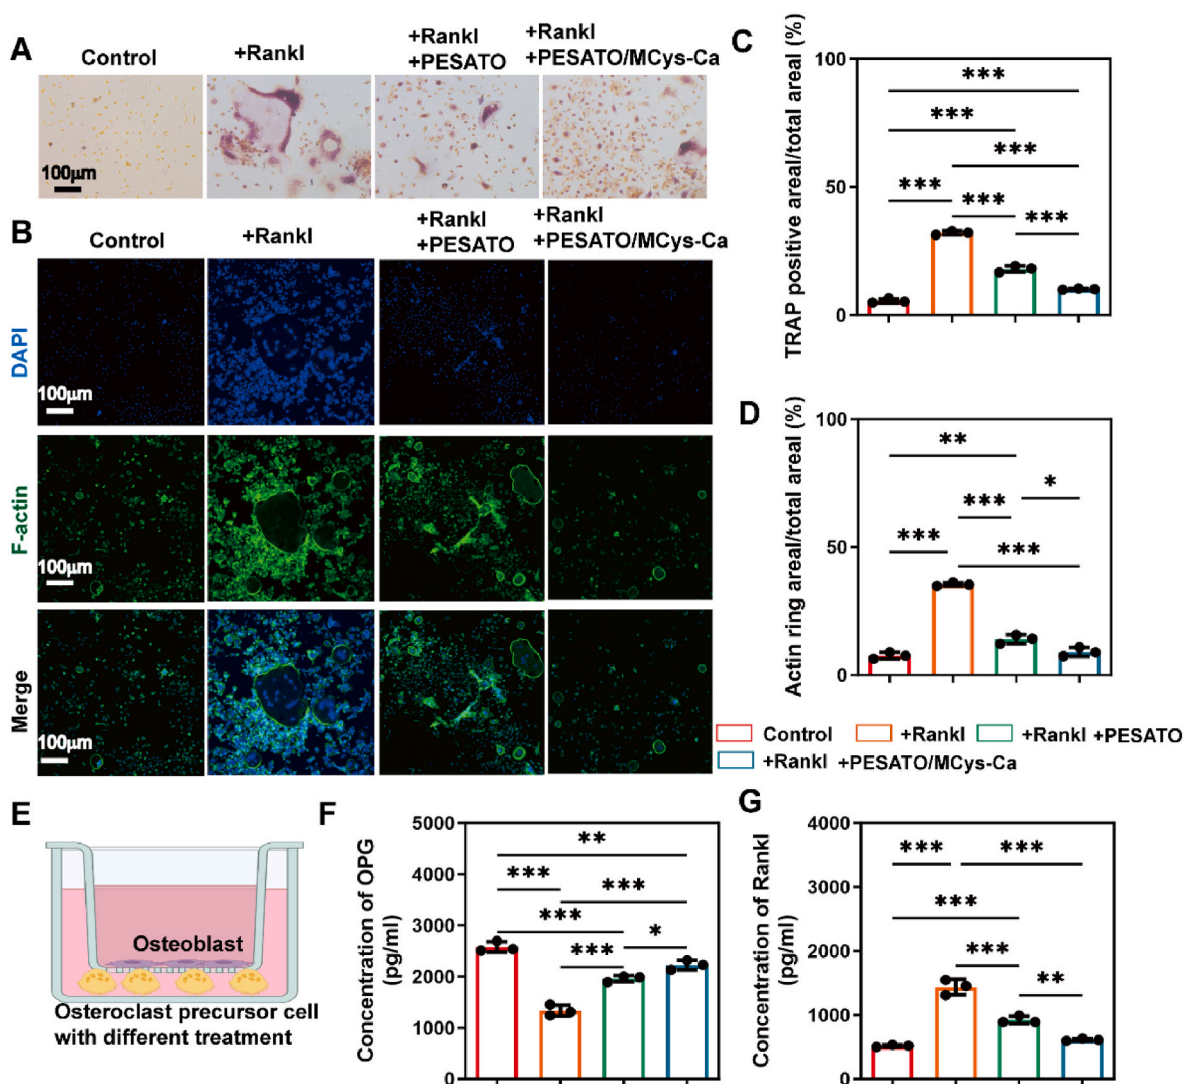 A
Control
+Rankl
+Rankl
+PESATO
+Rankl
+PESATO/MCys-Ca
100μm
B
Control
+Rankl
+Rankl
+PESATO
+Rankl
+PESATO/MCys-Ca
DAPI
100μm
F-actin
100μm
Merge
100μm
C
TRAP positive areal/total areal (%)
100
50
0
***
***
***
***
***
***
D
Actin ring areal/total areal (%)
100
50
0
**
*
***
***
***
Control
+Rankl
+Rankl +PESATO
+Rankl +PESATO/MCys-Ca
E
Osteoblast
Osteroclast precursor cell
with different treatment
F
Concentration of OPG
(pg/ml)
5000
4000
3000
2000
1000
0
**
***
***
***
*
***
G
Concentration of Rankl
(pg/ml)
4000
3000
2000
1000
0
***
***
***
***
**